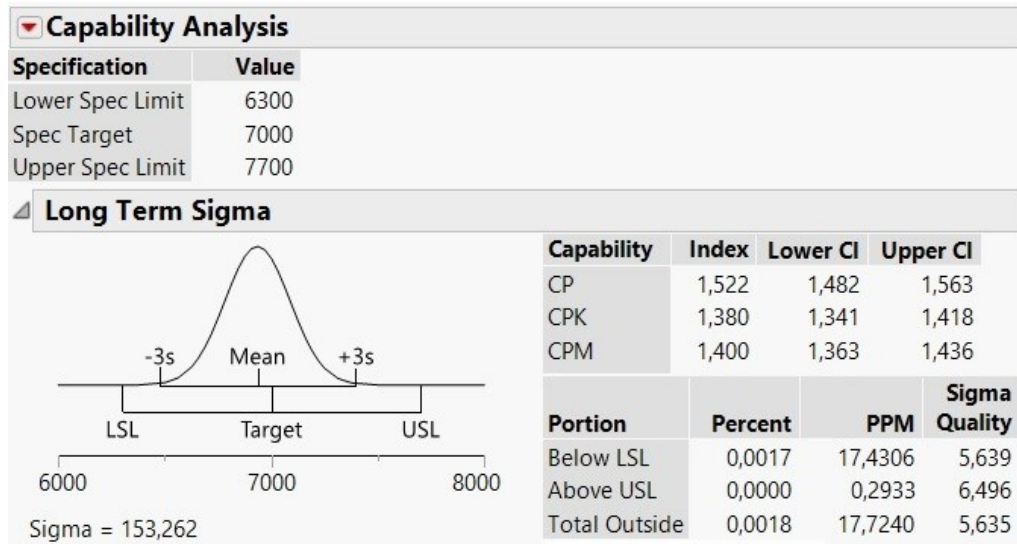 Capability Analysis
Specification Value
Lower Spec Limit 6300
Spec Target 7000
Upper Spec Limit 7700
Long Term Sigma
-3s Mean +3s
LSL Target USL
6000 7000 8000
Sigma = 153,262
Capability Index Lower CI Upper CI
CP 1,522 1,482 1,563
CPK 1,380 1,341 1,418
CPM 1,400 1,363 1,436
Portion Percent PPM Sigma Quality
Below LSL 0,0017 17,4306 5,639
Above USL 0,0000 0,2933 6,496
Total Outside 0,0018 17,7240 5,635